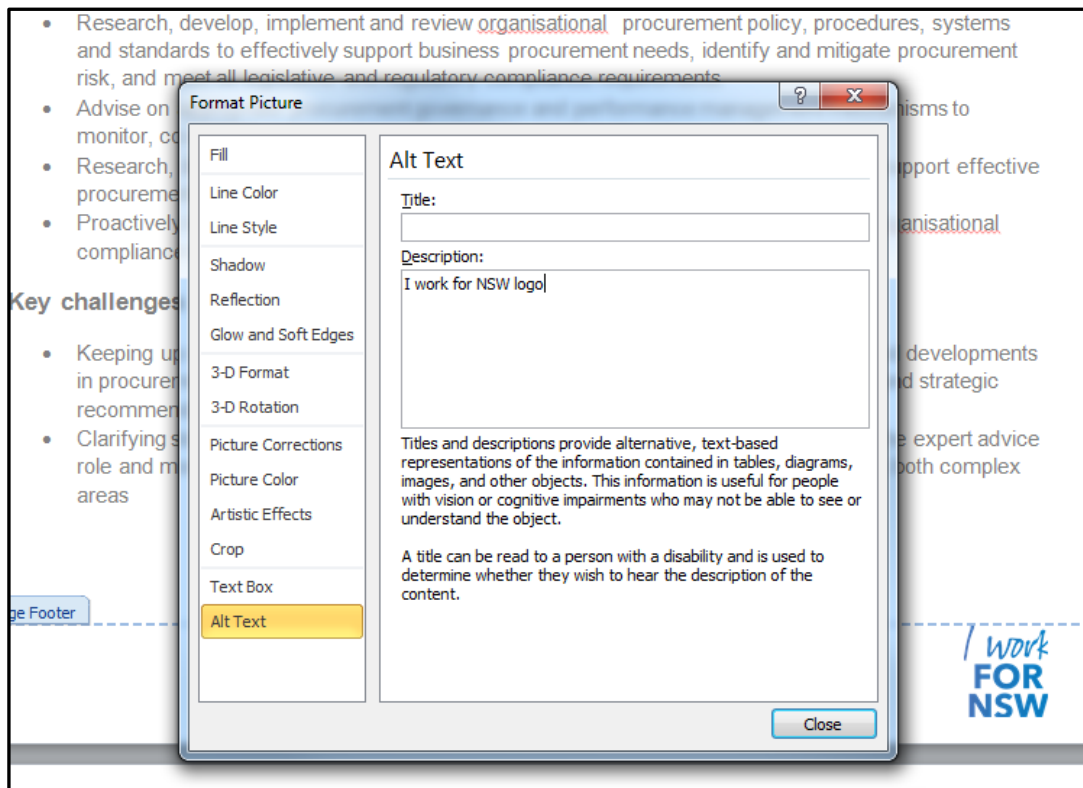 Research, develop, implement and review organisational procurement policy, procedures, systems
and standards to effectively support business procurement needs, identify and mitigate procurement
risk, and meet all legislative and regulatory compliance requirements
Advise on
monitor, co
Research,
procureme
Proactively
compliance
isms to
pport effective
anisational
Key challenges
Keeping up
in procurem
recommen
Clarifying s
role and m
areas
developments
d strategic
e expert advice
both complex
ge Footer
Format Picture
Fill
Line Color
Line Style
Shadow
Reflection
Glow and Soft Edges
3-D Format
3-D Rotation
Picture Corrections
Picture Color
Artistic Effects
Crop
Text Box
Alt Text
Alt Text
Title:
Description:
I work for NSW logo
Titles and descriptions provide alternative, text-based
representations of the information contained in tables, diagrams,
images, and other objects. This information is useful for people
with vision or cognitive impairments who may not be able to see or
understand the object.
A title can be read to a person with a disability and is used to
determine whether they wish to hear the description of the
content.
Close
I work
FOR
NSW